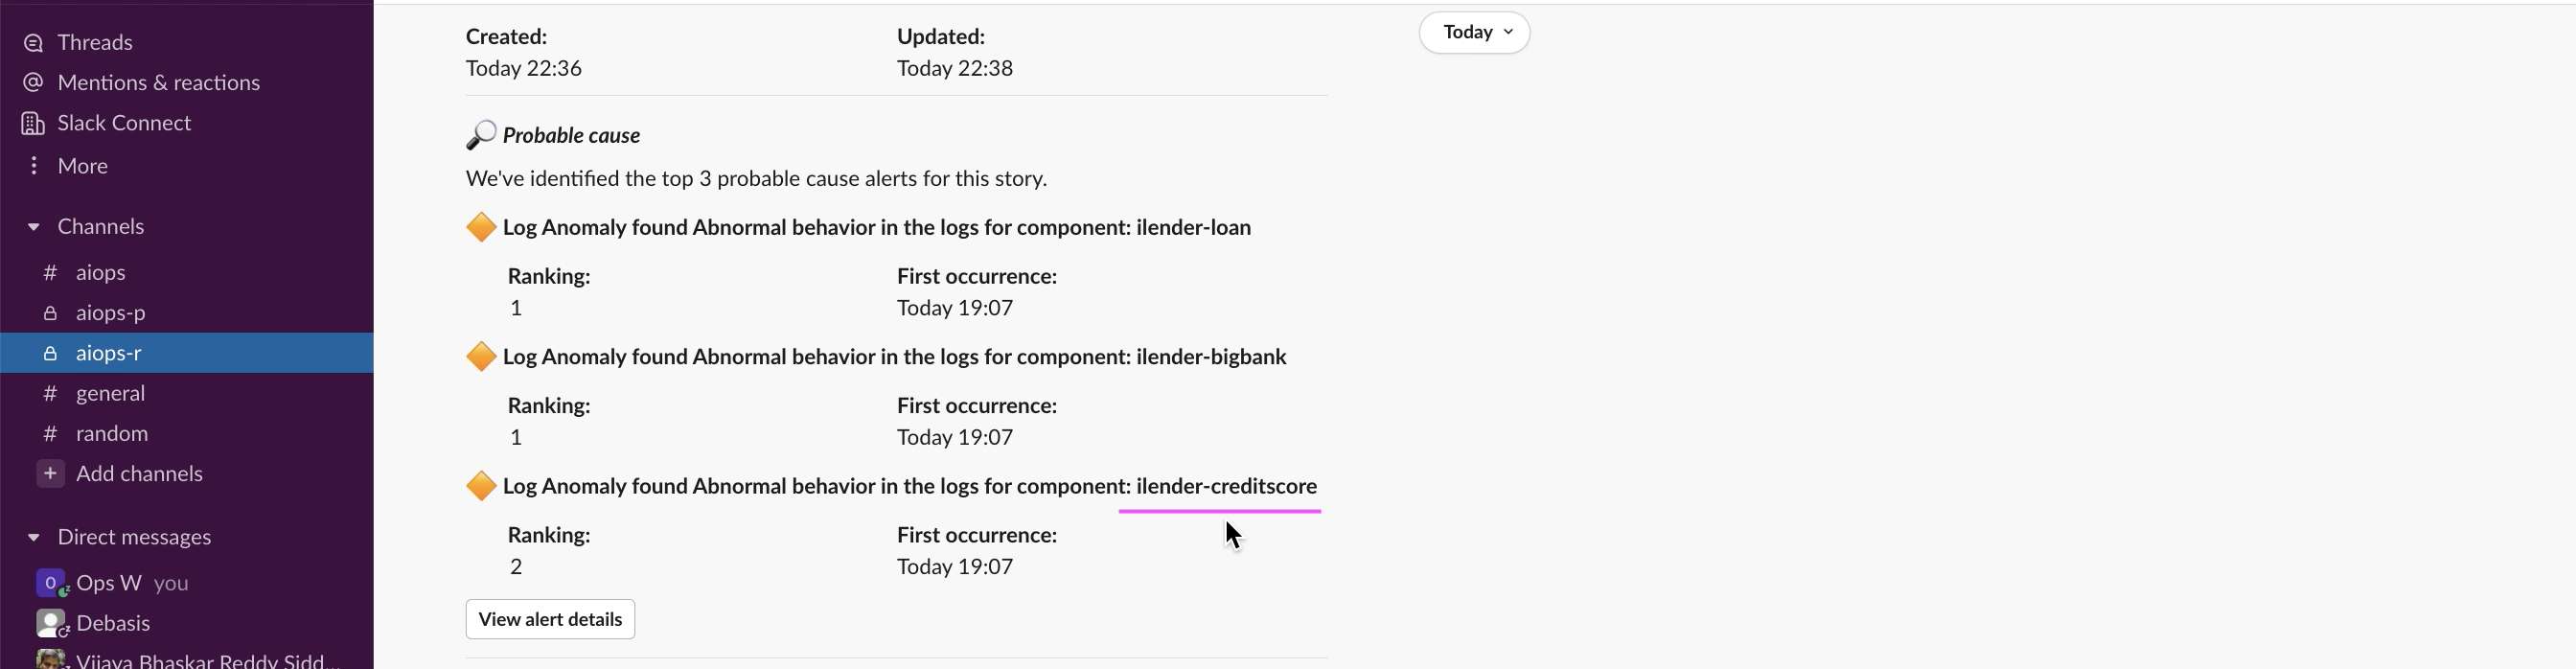 Threads
Mentions & reactions
Slack Connect
More
Channels
# aiops
aiops-p
aiops-r
# general
# random
+ Add channels
Direct messages
O Ops W you
Debasis
Vijaya Bhaskar Reddy Sidd...
Created: Updated:
Today 22:36 Today 22:38
Today
Probable cause
We've identified the top 3 probable cause alerts for this story.
Log Anomaly found Abnormal behavior in the logs for component: ilender-loan
Ranking: First occurrence:
1 Today 19:07
Log Anomaly found Abnormal behavior in the logs for component: ilender-bigbank
Ranking: First occurrence:
1 Today 19:07
Log Anomaly found Abnormal behavior in the logs for component: ilender-creditscore
Ranking: First occurrence:
2 Today 19:07
View alert details